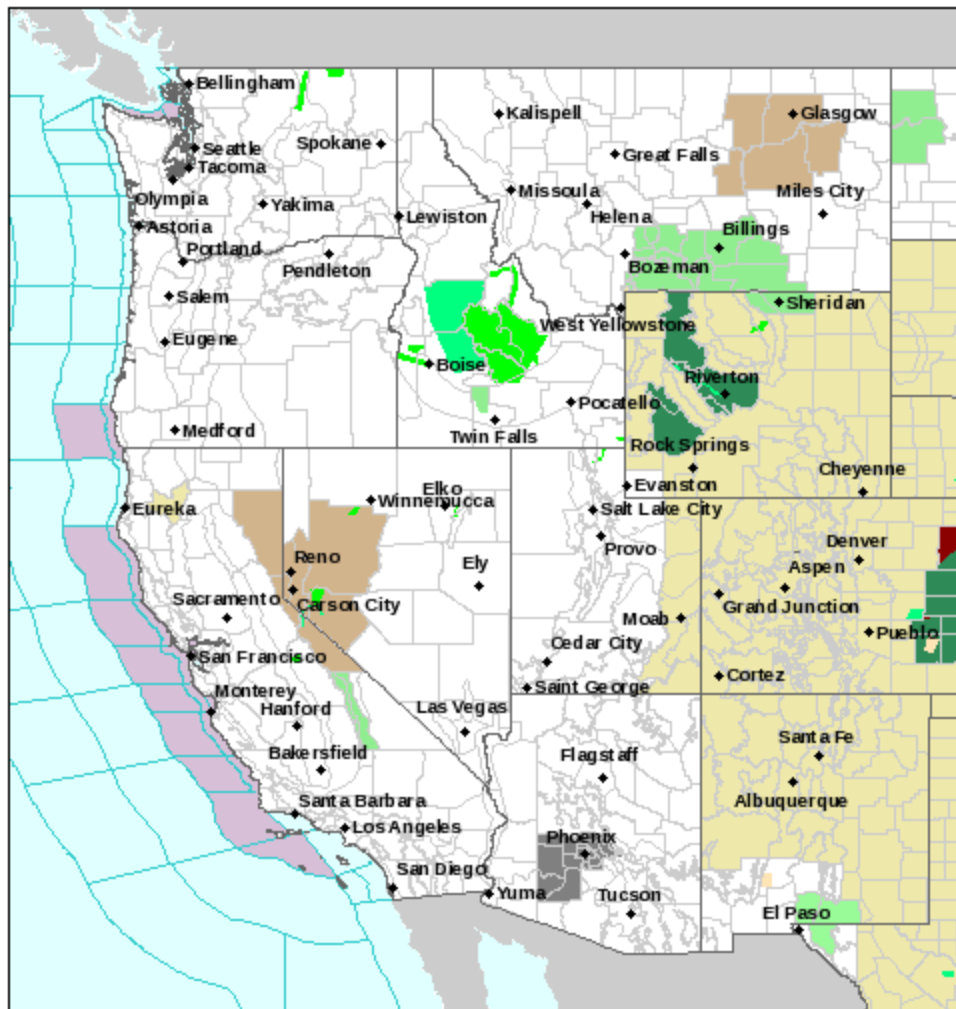 Bellingham
Kalispell
Glasgow
Seattle
Spokane
Great Falls
Tacoma
Missoula
Miles City
Olympia
Yakima
Lewiston
Helena
Astoria
Billings
Portland
Pendleton
Bozeman
Salem
Sheridan
West Yellowstone
Eugene
Boise
Riverton
Pocatello
Medford
Twin Falls
Rock Springs
Cheyenne
Elko
Evanston
Winnemucca
Eureka
Salt Lake City
Denver
Provo
Reno
Ely
Aspen
Sacramento
Carson City
Grand Junction
Moab
Pueblo
Cedar City
San Francisco
Cortez
Saint George
Monterey
Hanford
Las Vegas
Santa Fe
Bakersfield
Flagstaff
Albuquerque
Santa Barbara
Los Angeles
Phoenix
San Diego
Yuma
Tucson
El Paso